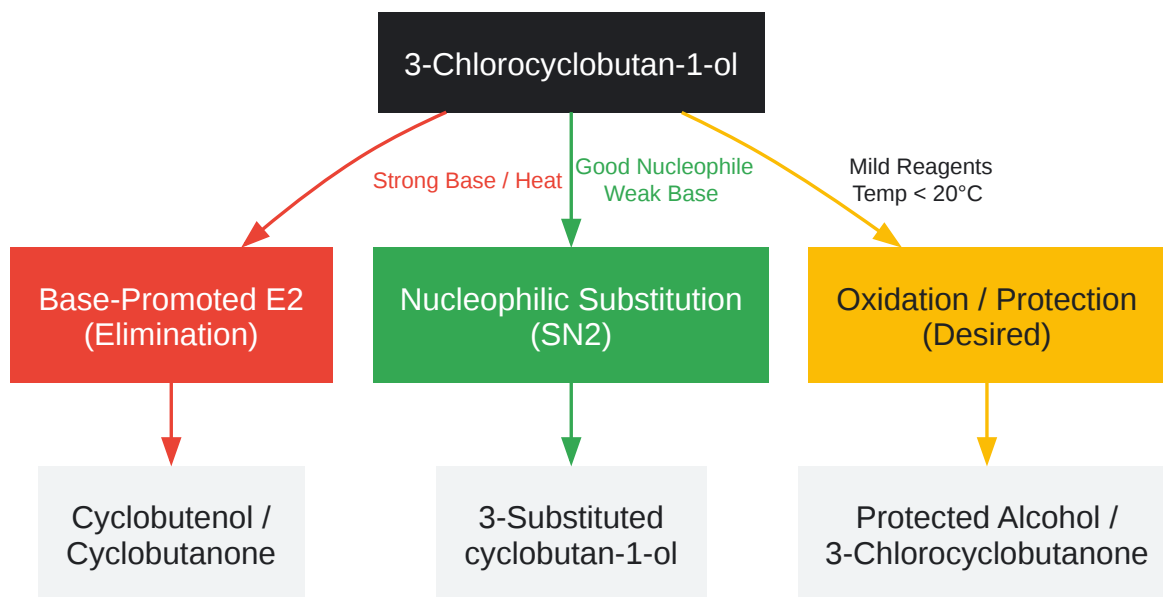 3-Chlorocyclobutan-1-ol
Strong Base / Heat
Good Nucleophile
Weak Base
Mild Reagents
Temp < 20°C
Base-Promoted E2
(Elimination)
Nucleophilic Substitution
(SN2)
Oxidation / Protection
(Desired)
Cyclobutenol /
Cyclobutanone
3-Substituted
cyclobutan-1-ol
Protected Alcohol /
3-Chlorocyclobutanone